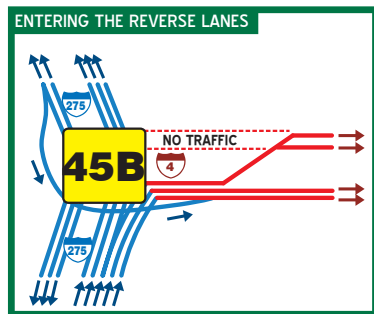 ENTERING THE REVERSE LANES
275
NO TRAFFIC
45B
4
275